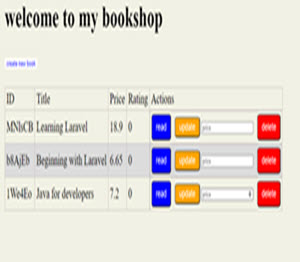 welcome to my bookshop
create new book
ID Title Price Rating Actions
MNhCB Learning Laravel 18.9 0 read update price delete
b8AjEb Beginning with Laravel 6.65 0 read update price delete
1We4Eo Java for developers 7.2 0 read update price delete